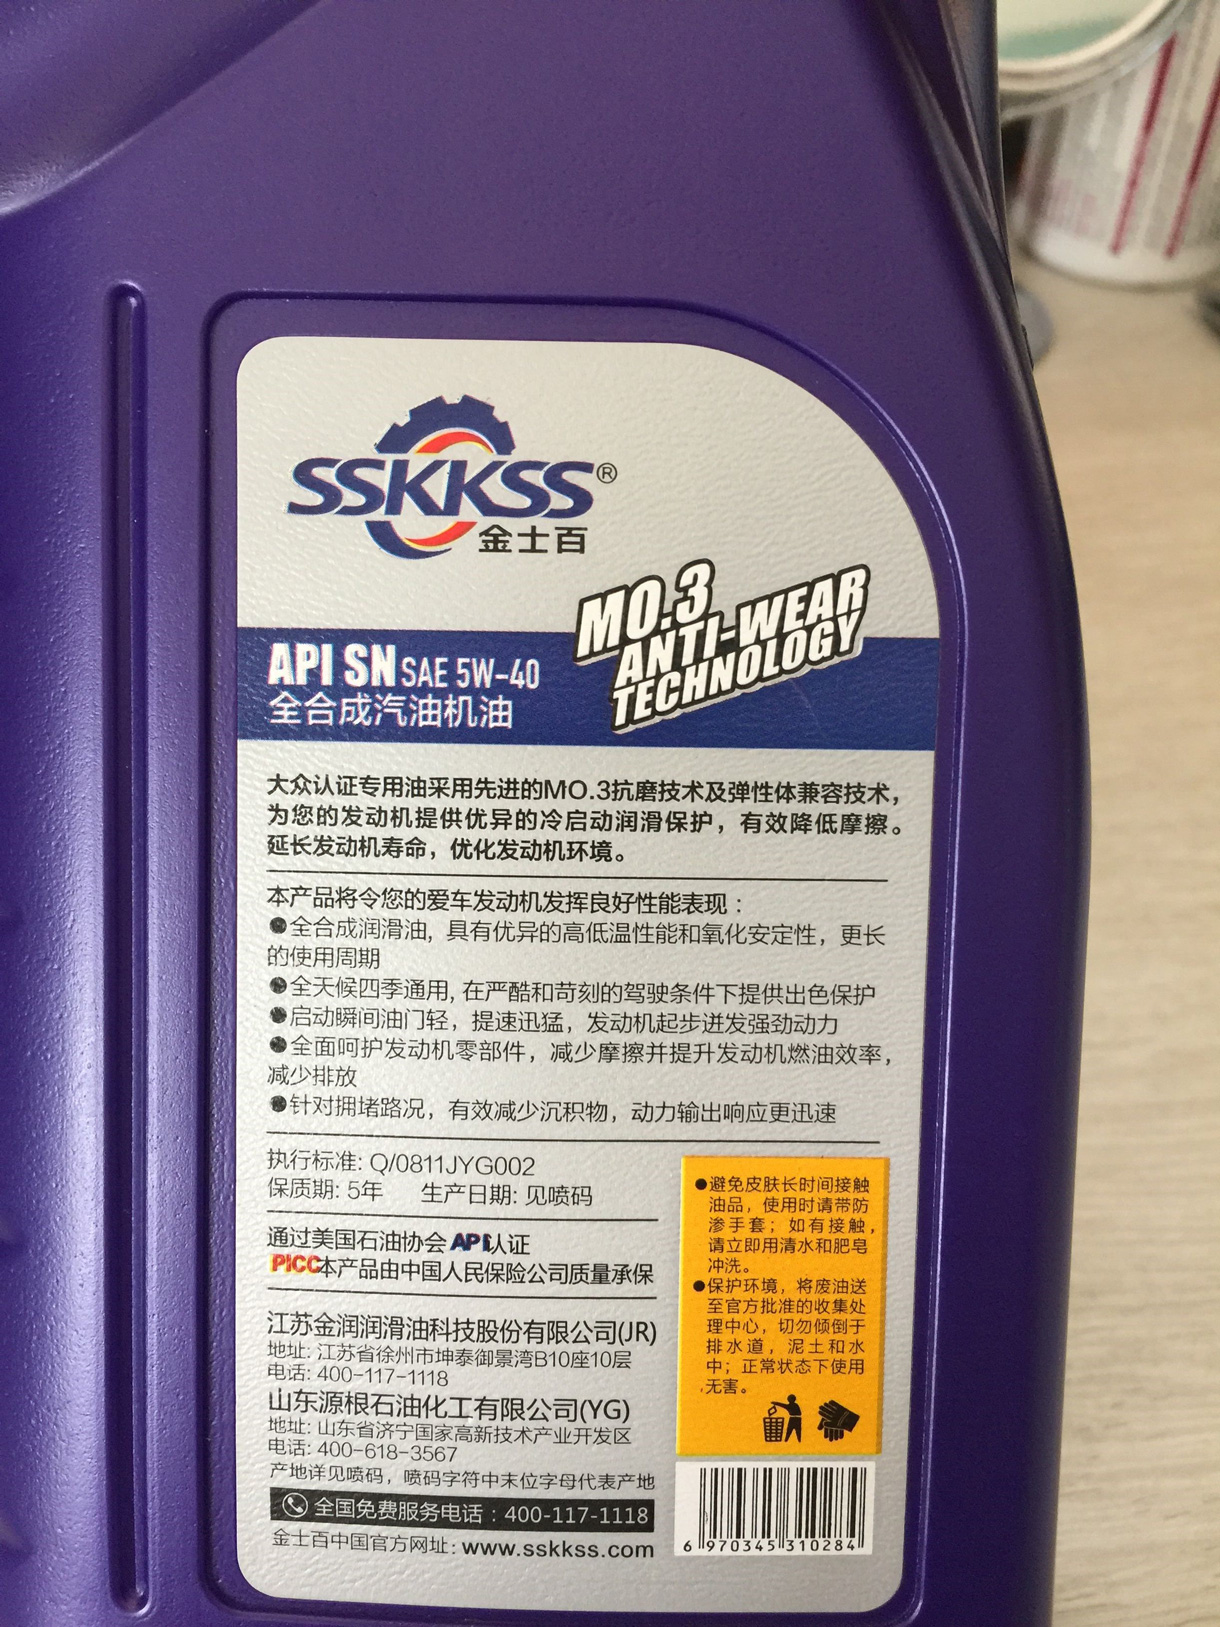 SSKKSS®
金士百
MO.3
ANTI-WEAR
TECHNOLOGY
API SN SAE 5W-40
全合成汽油机油
大众认证专用油采用先进的MO.3抗磨技术及弹性体兼容技术，
为您的发动机提供优异的冷启动润滑保护，有效降低摩擦。
延长发动机寿命，优化发动机环境。
本产品将令您的爱车发动机发挥良好性能表现：
●全合成润滑油，具有优异的高低温性能和氧化安定性，更长
的使用周期
●全天候四季通用，在严酷和苛刻的驾驶条件下提供出色保护
●启动瞬间油门轻，提速迅猛，发动机起步迸发强劲动力
●全面呵护发动机零部件，减少摩擦并提升发动机燃油效率，
减少排放
●针对拥堵路况，有效减少沉积物，动力输出响应更迅速
执行标准: Q/0811JYG002
保质期: 5年 生产日期: 见喷码
通过美国石油协会API认证
PICC本产品由中国人民保险公司质量承保
江苏金润润滑油科技股份有限公司(JR)
地址: 江苏省徐州市坤泰御景湾B10座10层
电话: 400-117-1118
山东源根石油化工有限公司(YG)
地址: 山东省济宁国家高新技术产业开发区
电话: 400-618-3567
产地详见喷码，喷码字符中末位字母代表产地
全国免费服务电话：400-117-1118
金士百中国官方网址: www.sskkss.com
●避免皮肤长时间接触
油品，使用时请带防
渗手套；如有接触，
请立即用清水和肥皂
冲洗。
●保护环境，将废油送
至官方批准的收集处
理中心，切勿倾倒于
排水道，泥土和水
中；正常状态下使用
无害。
6 970345 310284